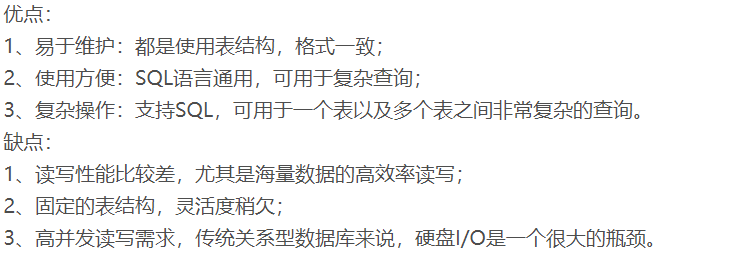 优点：
1、易于维护：都是使用表结构，格式一致；
2、使用方便：SQL语言通用，可用于复杂查询；
3、复杂操作：支持SQL，可用于一个表以及多个表之间非常复杂的查询。
缺点：
1、读写性能比较差，尤其是海量数据的高效率读写；
2、固定的表结构，灵活度稍欠；
3、高并发读写需求，传统关系型数据库来说，硬盘I/O是一个很大的瓶颈。